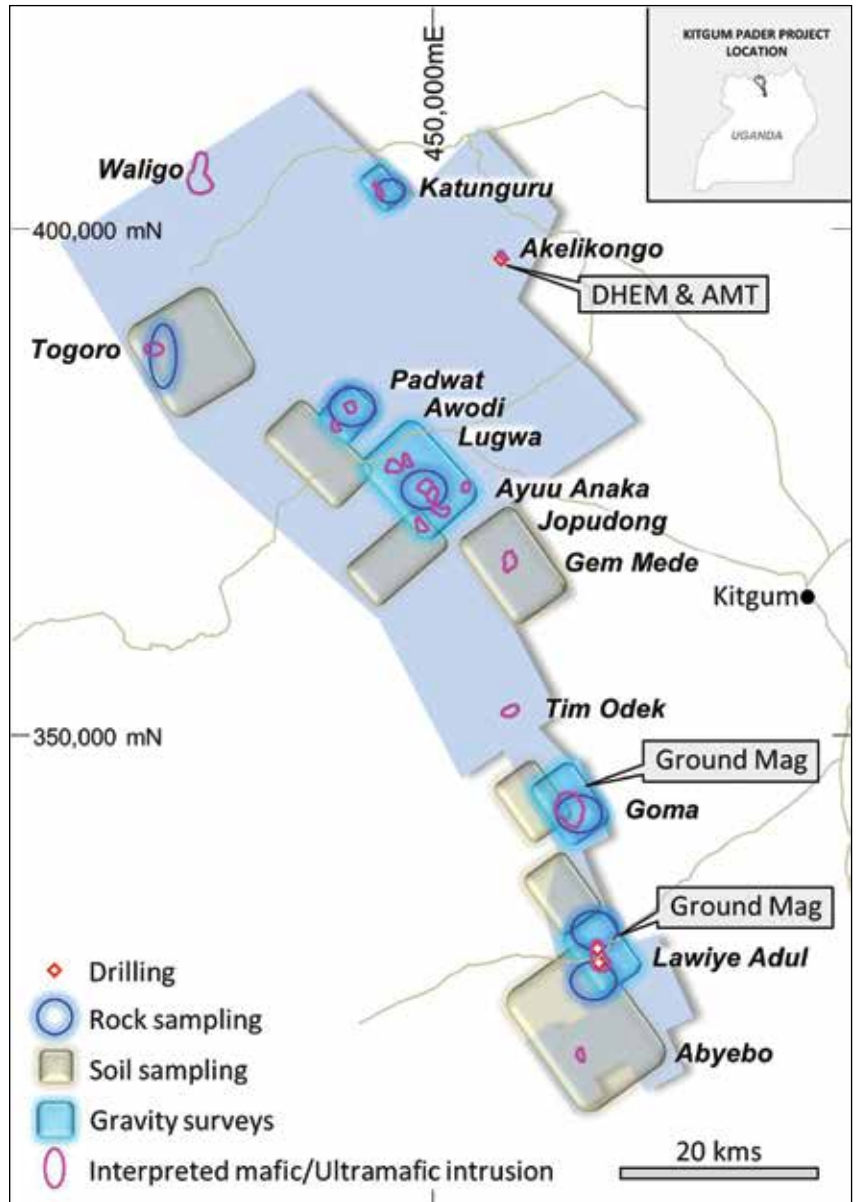 KITGUM PADER PROJECT
LOCATION
UGANDA
450,000mE
Waligo
Katunguru
400,000 mN
Akelikongo
DHEM & AMT
Togoro
Padwat
Awodi
Lugwa
Ayuu Anaka
Jopudong
Gem Mede
Kitgum
Tim Odek
350,000 mN
Ground Mag
Goma
Ground Mag
Lawiye Adul
Abyebo
Drilling
Rock sampling
Soil sampling
Gravity surveys
Interpreted mafic/Ultramafic intrusion
20 kms